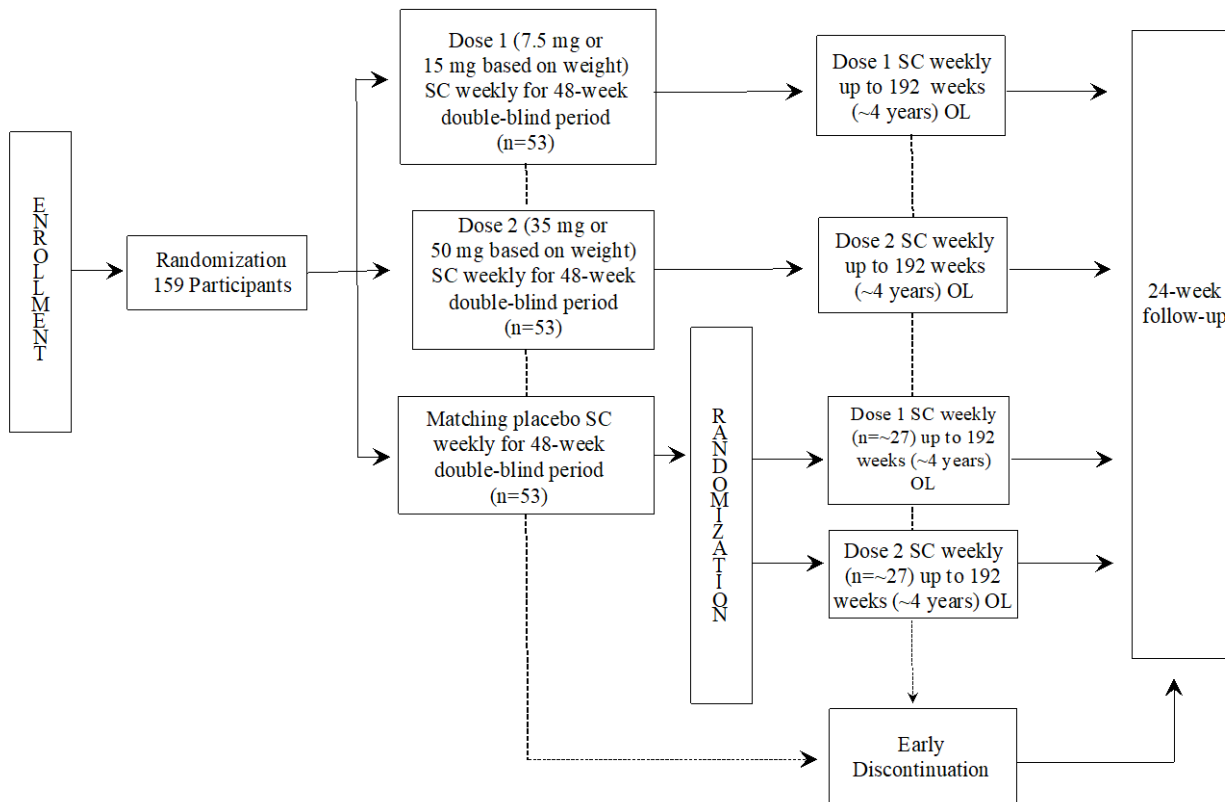 ENROLLMENT
Randomization
159 Participants
Dose 1 (7.5 mg or
15 mg based on weight)
SC weekly for 48-week
double-blind period
(n=53)
Dose 2 (35 mg or
50 mg based on weight)
SC weekly for 48-week
double-blind period
(n=53)
Matching placebo SC
weekly for 48-week
double-blind period
(n=53)
RANDOMIZATION
Dose 1 SC weekly
up to 192 weeks
(~4 years) OL
Dose 2 SC weekly
up to 192 weeks
(~4 years) OL
Dose 1 SC weekly
(n=~27) up to 192
weeks (~4 years)
OL
Dose 2 SC weekly
(n=~27) up to 192
weeks (~4 years) OL
Early
Discontinuation
24-week
follow-up